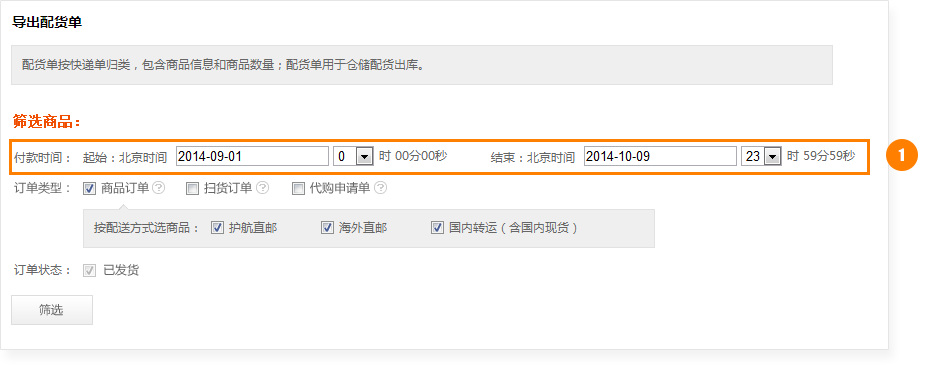 导出配货单
配货单按快递单归类，包含商品信息和商品数量；配货单用于仓储配货出库。
筛选商品：
付款时间： 起始：北京时间 2014-09-01 0 时 00分00秒 结束：北京时间 2014-10-09 23 时 59分59秒 1
订单类型： 商品订单 ? 扫货订单 ? 代购申请单 ?
按配送方式选商品： 护航直邮 海外直邮 国内转运（含国内现货）
订单状态： 已发货
筛选